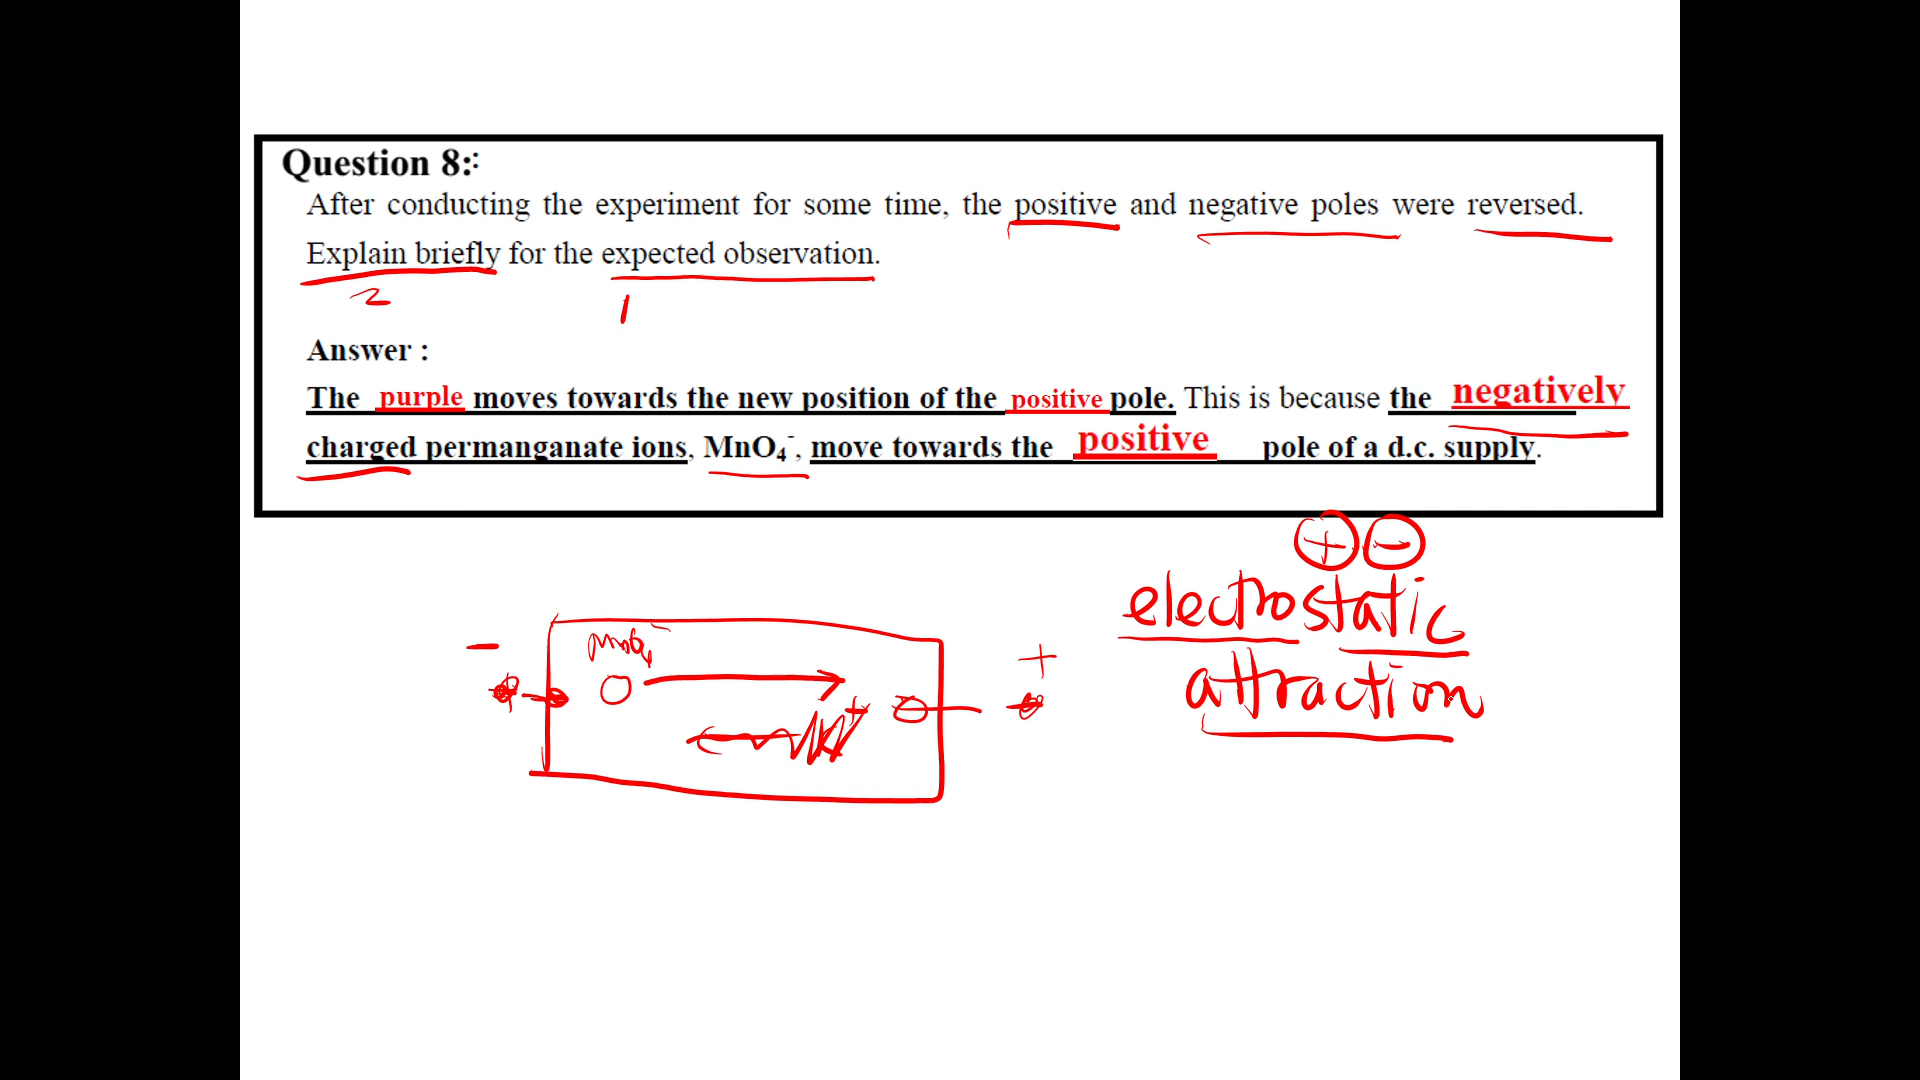 Question 8::
After conducting the experiment for some time, the positive and negative poles were reversed.
Explain briefly for the expected observation.
2
1
Answer :
The purple moves towards the new position of the positive pole. This is because the negatively
charged permanganate ions, MnO₄⁻, move towards the positive pole of a d.c. supply.
+ −
electrostatic
attraction
− MnO₄⁻ +
+